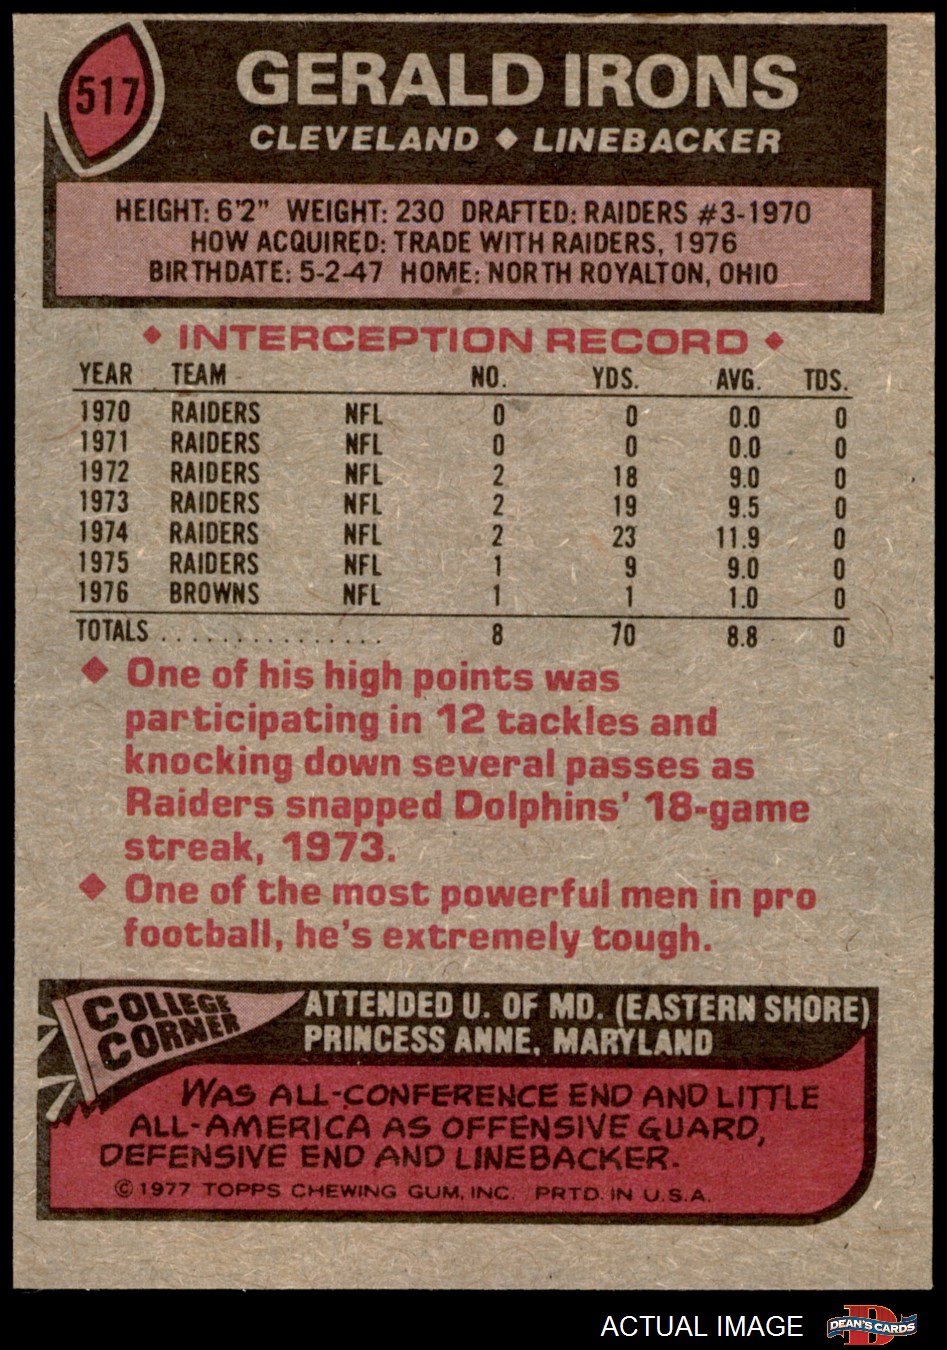 517
GERALD IRONS
CLEVELAND ◆ LINEBACKER
HEIGHT: 6'2" WEIGHT: 230 DRAFTED: RAIDERS #3-1970
HOW ACQUIRED: TRADE WITH RAIDERS, 1976
BIRTHDATE: 5-2-47 HOME: NORTH ROYALTON, OHIO
◆ INTERCEPTION RECORD ◆
YEAR TEAM NO. YDS. AVG. TDS.
1970 RAIDERS NFL 0 0 0.0 0
1971 RAIDERS NFL 0 0 0.0 0
1972 RAIDERS NFL 2 18 9.0 0
1973 RAIDERS NFL 2 19 9.5 0
1974 RAIDERS NFL 2 23 11.9 0
1975 RAIDERS NFL 1 9 9.0 0
1976 BROWNS NFL 1 1 1.0 0
TOTALS . . . . . . . . . . . . . . . 8 70 8.8 0
◆ One of his high points was
participating in 12 tackles and
knocking down several passes as
Raiders snapped Dolphins' 18-game
streak, 1973.
◆ One of the most powerful men in pro
football, he's extremely tough.
COLLEGE
CORNER
ATTENDED U. OF MD. (EASTERN SHORE)
PRINCESS ANNE, MARYLAND
WAS ALL-CONFERENCE END AND LITTLE
ALL-AMERICA AS OFFENSIVE GUARD,
DEFENSIVE END AND LINEBACKER.
© 1977 TOPPS CHEWING GUM, INC. PRTD. IN U.S.A.
ACTUAL IMAGE
D
DEAN'S CARDS